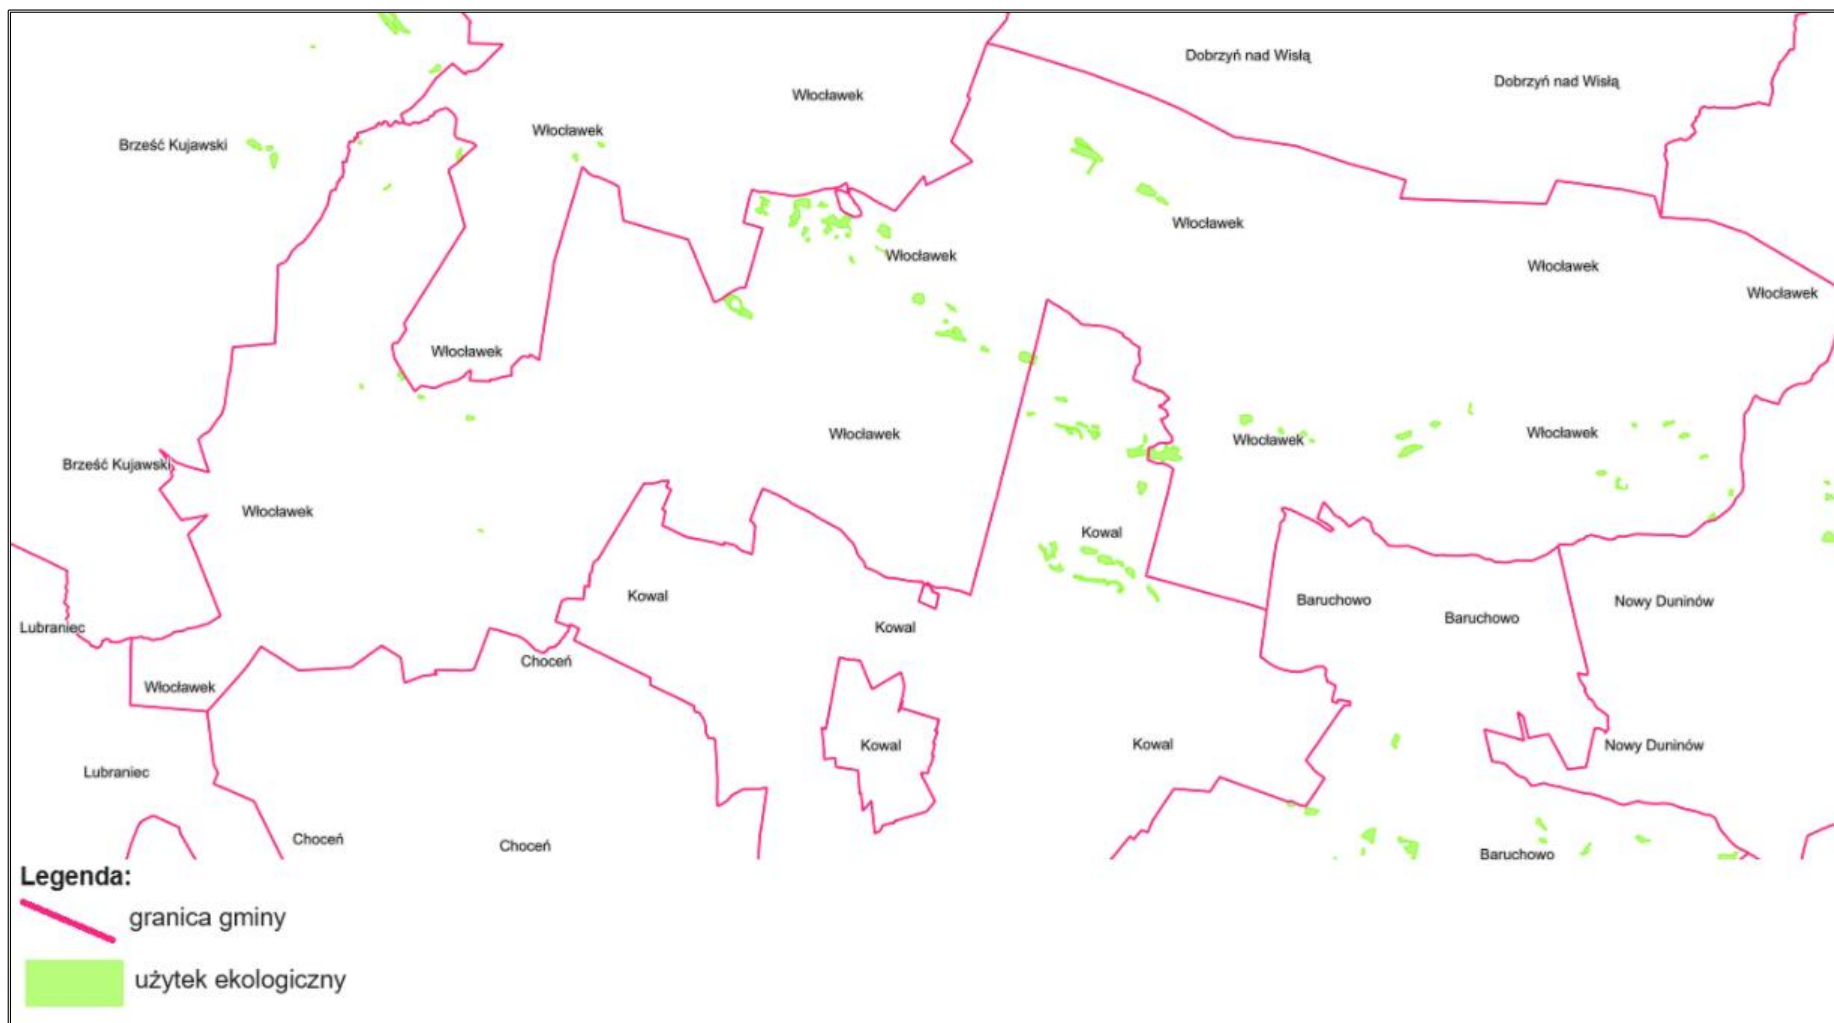 Dobrzyń nad Wisłą
Dobrzyń nad Wisłą
Włocławek
Włocławek
Brześć Kujawski
Włocławek
Włocławek
Włocławek
Włocławek
Włocławek
Włocławek
Włocławek
Włocławek
Brześć Kujawski
Włocławek
Włocławek
Kowal
Kowal
Baruchowo
Nowy Duninów
Baruchowo
Lubraniec
Kowal
Choceń
Włocławek
Kowal
Kowal
Nowy Duninów
Lubraniec
Choceń
Choceń
Baruchowo
Legenda:
granica gminy
użytek ekologiczny